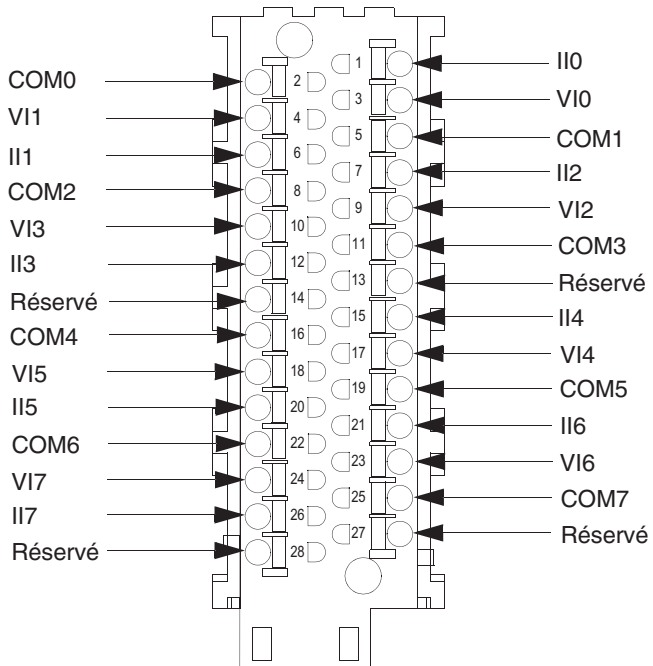 1 II0
COM0 2
3 VI0
VI1 4
5 COM1
II1 6
7 II2
COM2 8
9 VI2
VI3 10
11 COM3
II3 12
13 Réservé
Réservé 14
15 II4
COM4 16
17 VI4
VI5 18
19 COM5
II5 20
21 II6
COM6 22
23 VI6
VI7 24
25 COM7
II7 26
27 Réservé
Réservé 28